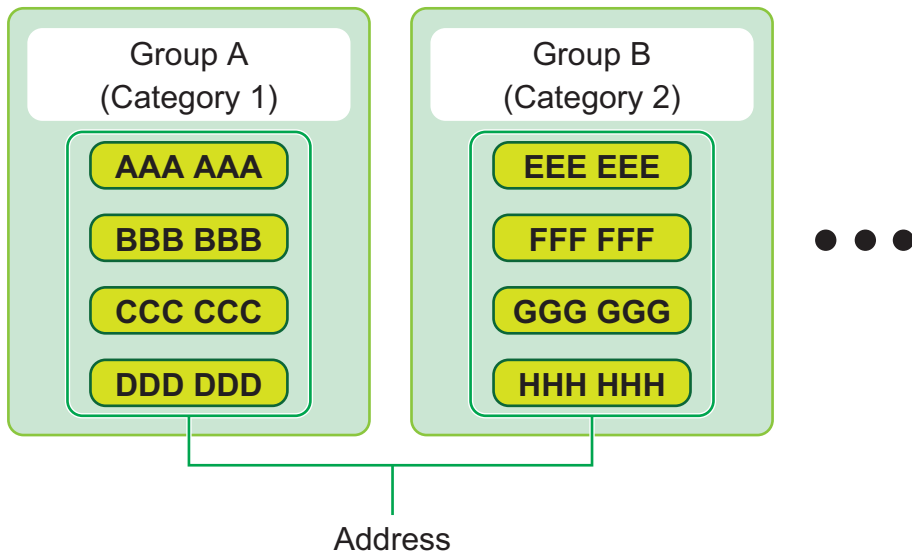 Group A
(Category 1)
AAA AAA
BBB BBB
CCC CCC
DDD DDD
Group B
(Category 2)
EEE EEE
FFF FFF
GGG GGG
HHH HHH
Address